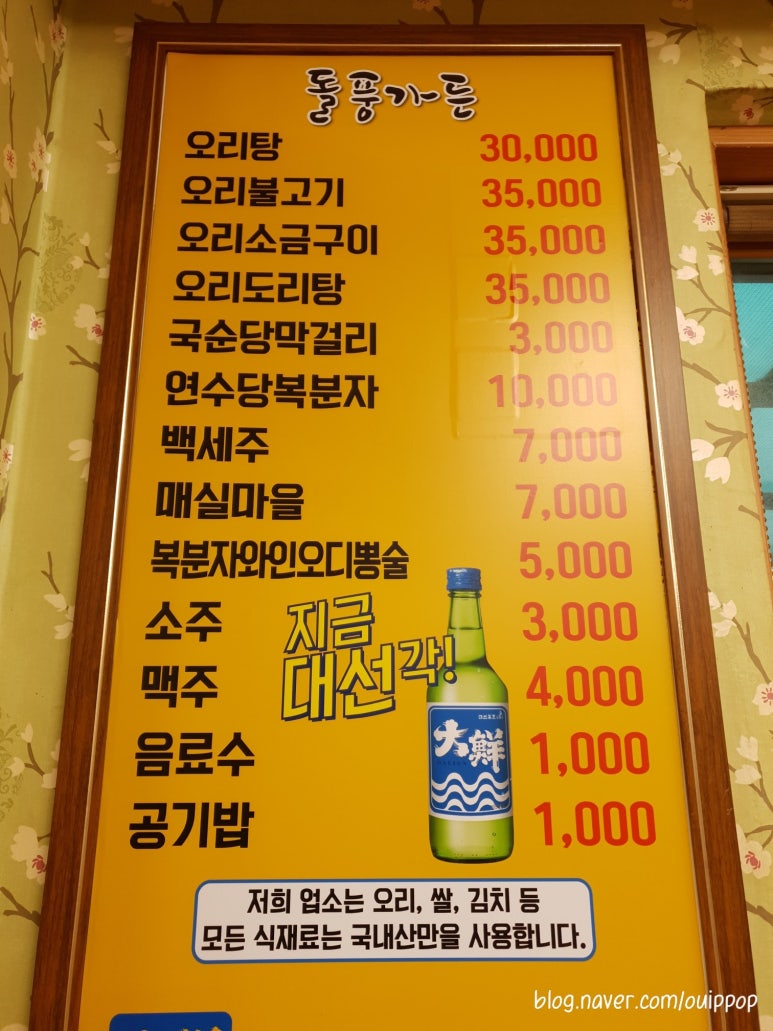 돌풍가든
오리탕 30,000
오리불고기 35,000
오리소금구이 35,000
오리도리탕 35,000
국순당막걸리 3,000
연수당복분자 10,000
백세주 7,000
매실마을 7,000
복분자와인오디뽕술 5,000
소주 3,000
지금
대선각!
맥주 4,000
大鮮
음료수 1,000
공기밥 1,000
저희 업소는 오리, 쌀, 김치 등
모든 식재료는 국내산만을 사용합니다.
blog.naver.com/ouippop